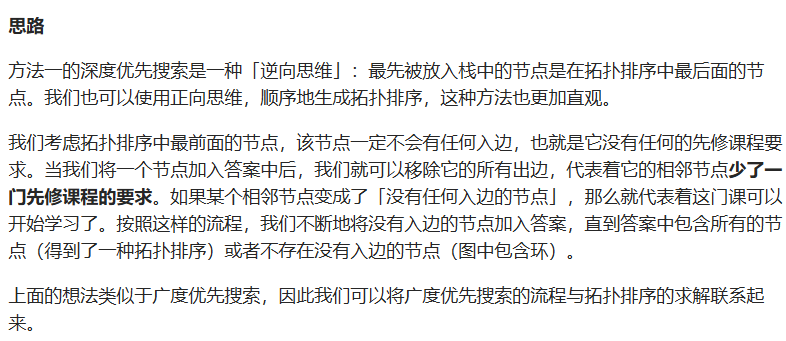 思路
方法一的深度优先搜索是一种「逆向思维」：最先被放入栈中的节点是在拓扑排序中最后面的节
点。我们也可以使用正向思维，顺序地生成拓扑排序，这种方法也更加直观。
我们考虑拓扑排序中最前面的节点，该节点一定不会有任何入边，也就是它没有任何的先修课程要
求。当我们将一个节点加入答案中后，我们就可以移除它的所有出边，代表着它的相邻节点少了一
门先修课程的要求。如果某个相邻节点变成了「没有任何入边的节点」，那么就代表着这门课可以
开始学习了。按照这样的流程，我们不断地将没有入边的节点加入答案，直到答案中包含所有的节
点（得到了一种拓扑排序）或者不存在没有入边的节点（图中包含环）。
上面的想法类似于广度优先搜索，因此我们可以将广度优先搜索的流程与拓扑排序的求解联系起
来。